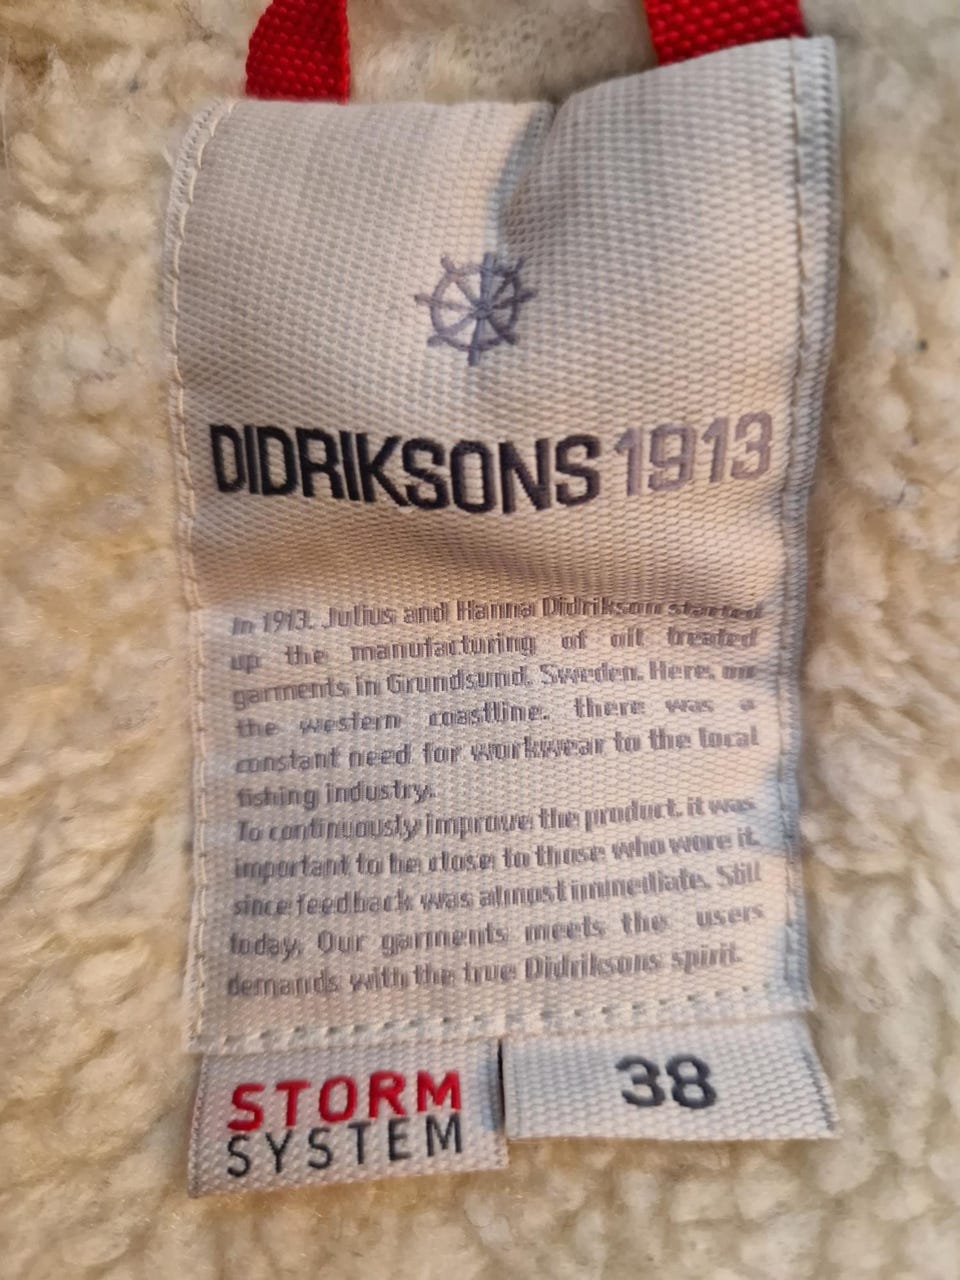 DIDRIKSONS 1913
In 1913, Julius and Hanna Didrikson started
up the manufacturing of oil treated
garments in Grundsund, Sweden. Here, on
the western coastline, there was a
constant need for workwear to the local
fishing industry.
To continuously improve the product, it was
important to be close to those who wore it,
since feedback was almost immediate. Still
today, Our garments meets the users
demands with the true Didriksons spirit.
STORM
SYSTEM
38